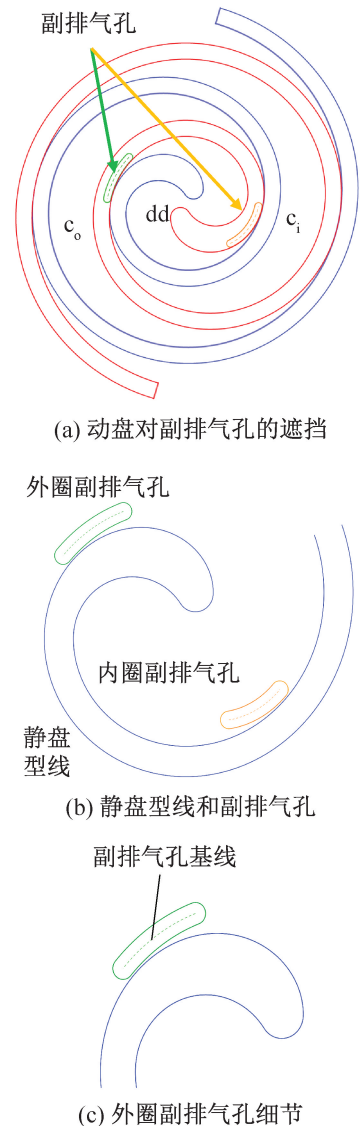 副排气孔
c_o
dd
c_i
(a) 动盘对副排气孔的遮挡
外圈副排气孔
内圈副排气孔
静盘
型线
(b) 静盘型线和副排气孔
副排气孔基线
(c) 外圈副排气孔细节